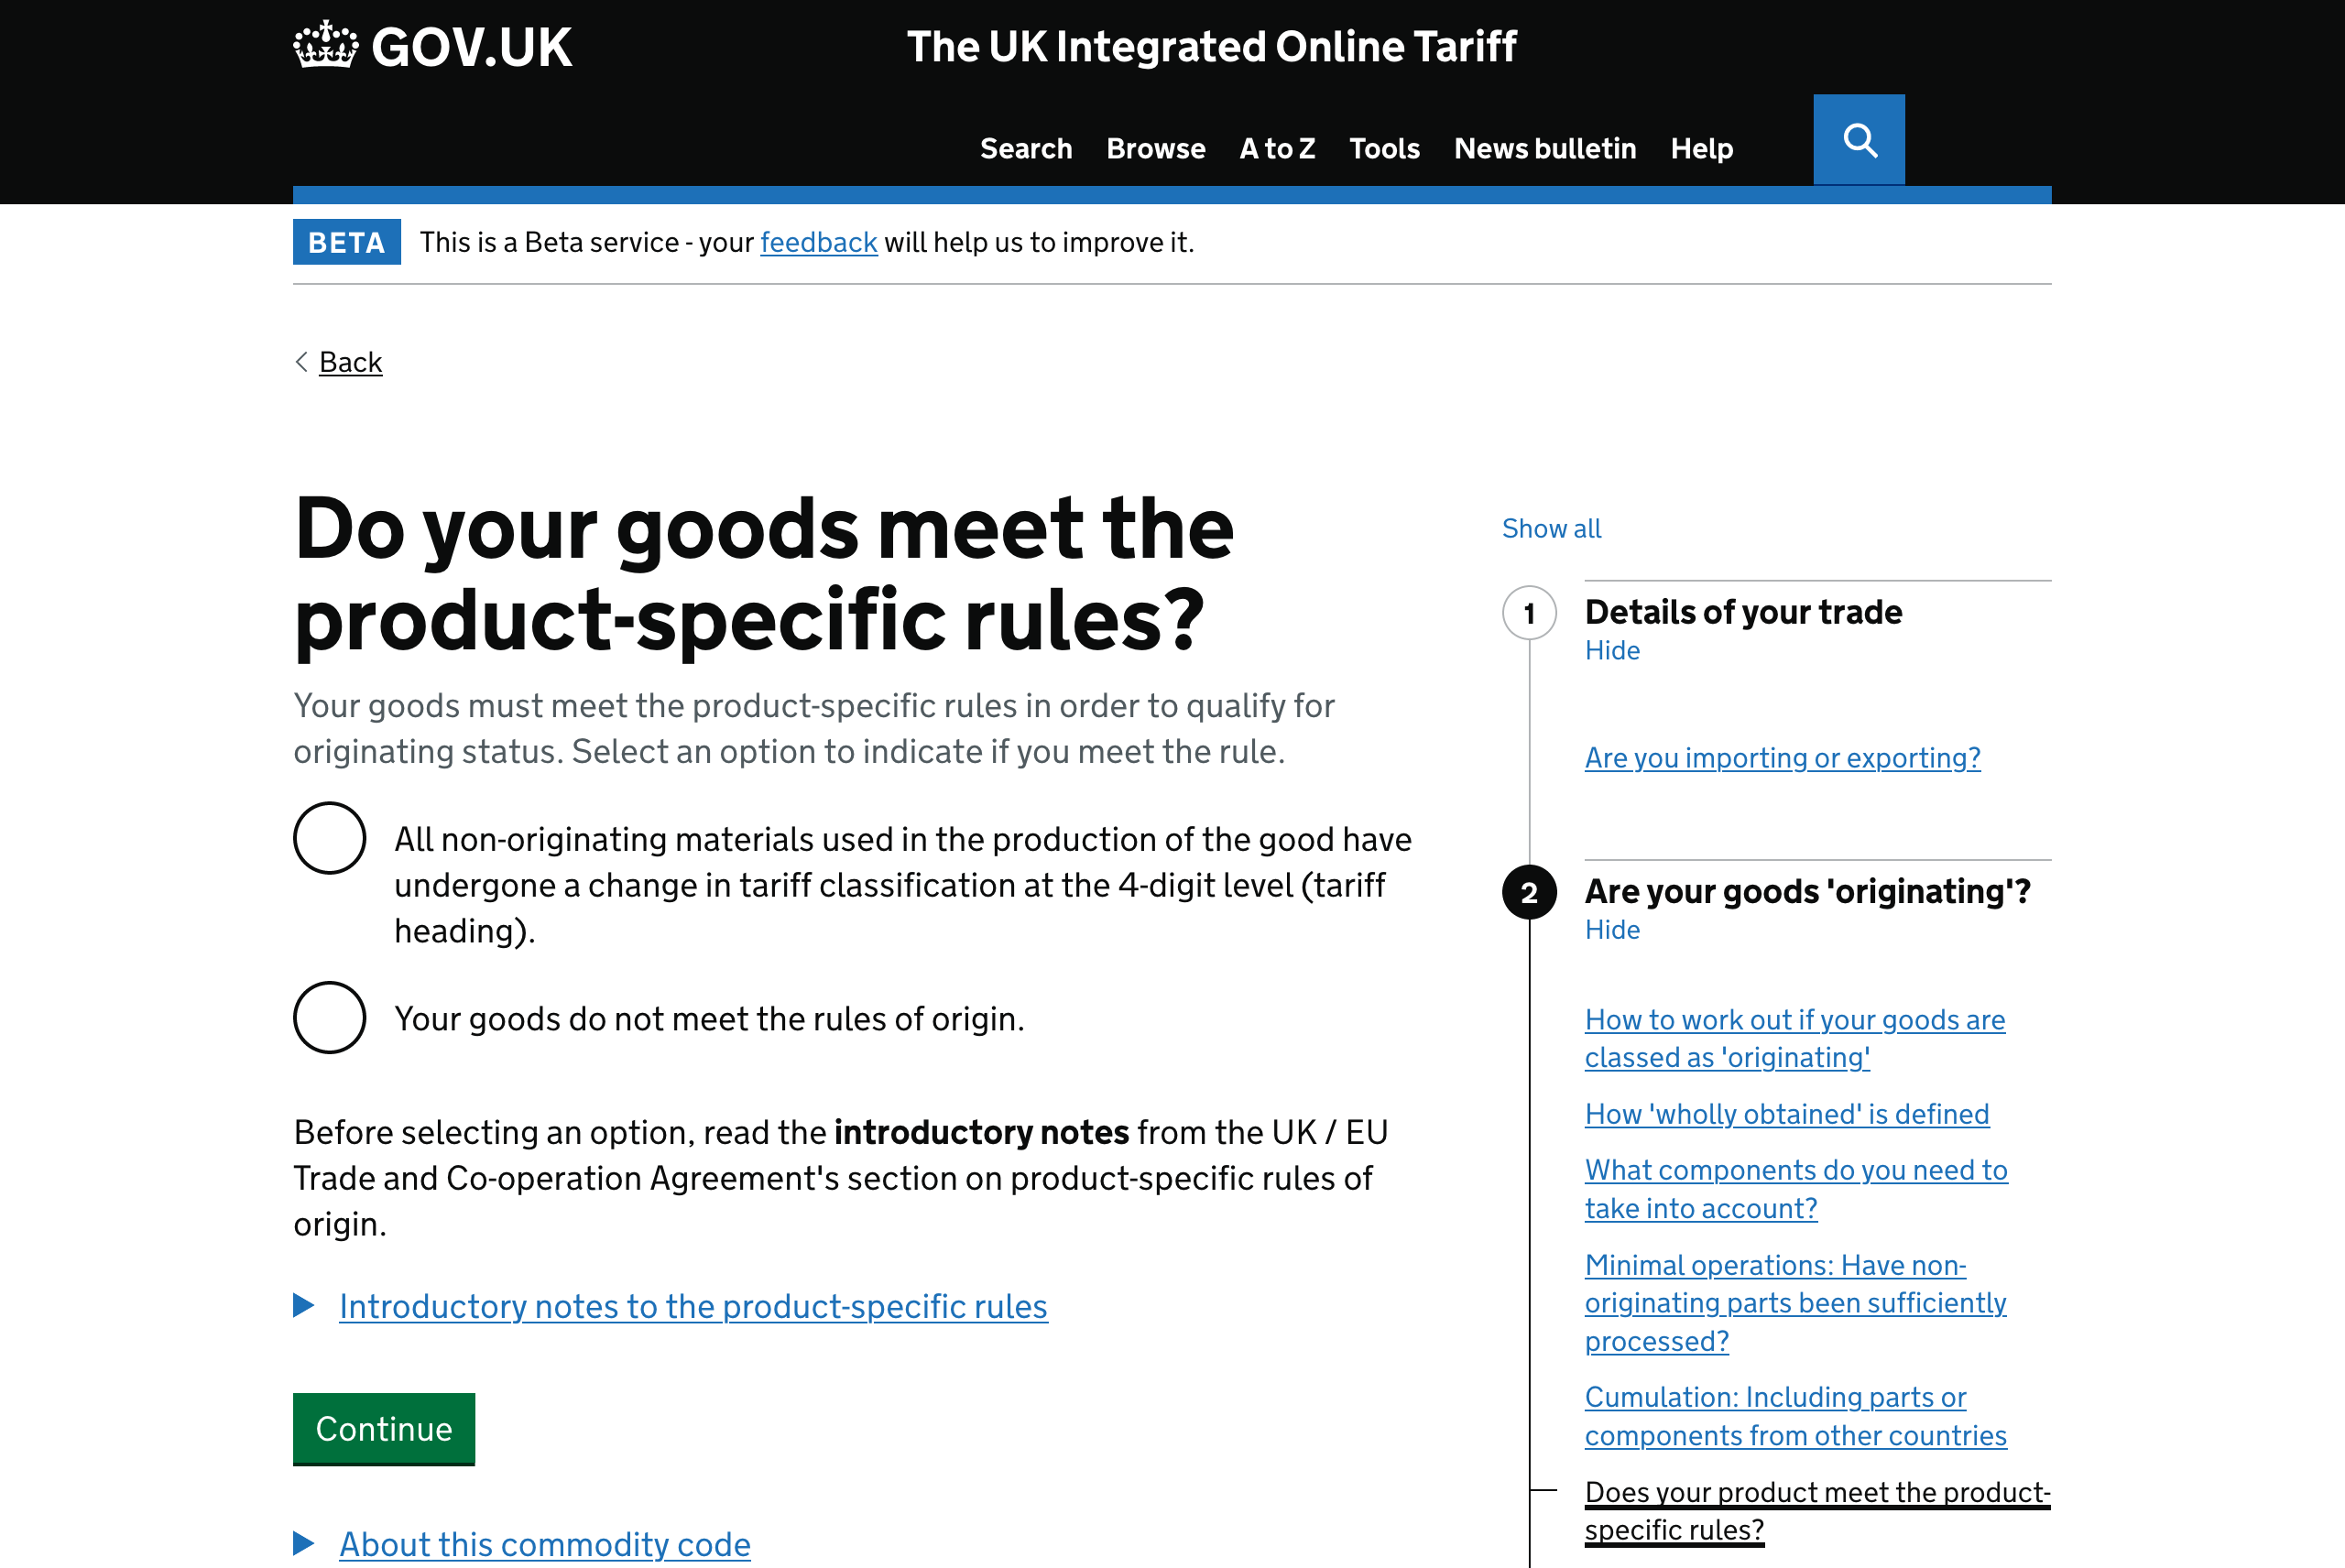 GOV.UK
The UK Integrated Online Tariff
Search Browse A to Z Tools News bulletin Help
BETA This is a Beta service - your feedback will help us to improve it.
Back
Do your goods meet the
product-specific rules?
Your goods must meet the product-specific rules in order to qualify for
originating status. Select an option to indicate if you meet the rule.
All non-originating materials used in the production of the good have
undergone a change in tariff classification at the 4-digit level (tariff
heading).
Your goods do not meet the rules of origin.
Before selecting an option, read the introductory notes from the UK / EU
Trade and Co-operation Agreement's section on product-specific rules of
origin.
Introductory notes to the product-specific rules
Continue
About this commodity code
Show all
1 Details of your trade
Hide
Are you importing or exporting?
2 Are your goods 'originating'?
Hide
How to work out if your goods are
classed as 'originating'
How 'wholly obtained' is defined
What components do you need to
take into account?
Minimal operations: Have non-
originating parts been sufficiently
processed?
Cumulation: Including parts or
components from other countries
Does your product meet the product-
specific rules?